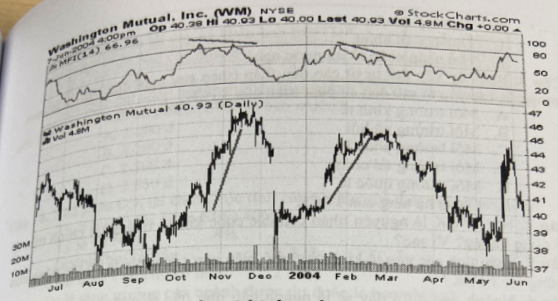 Washington Mutual, Inc. (WM) NYSE
© StockCharts.com
7-Jun-2004 4:00pm
Op 40.38 Hi 40.93 Lo 40.00 Last 40.93 Vol 4.8M Chg +0.00
MFI(14) 66.96
100
80
50
20
0
Washington Mutual 40.93 (Daily)
Vol 4.8M
47
46
45
44
43
42
41
40
39
38
37
30M
20M
10M
Jul Aug Sep Oct Nov Dec 2004 Feb Mar Apr May Jun